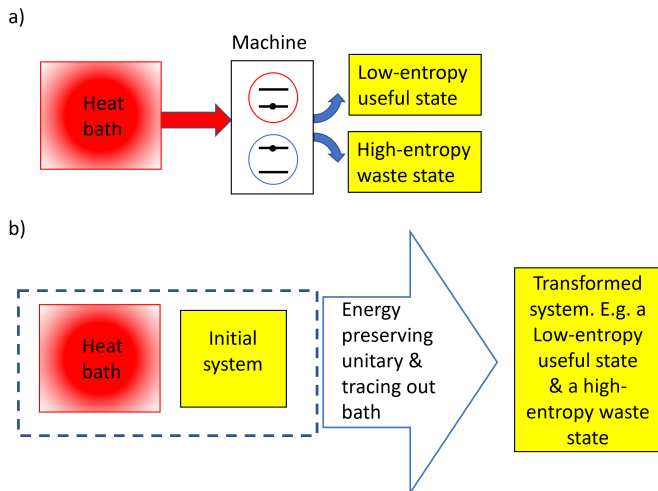 a)
Machine
Heat
bath
Low-entropy
useful state
High-entropy
waste state
b)
Heat
bath
Initial
system
Energy
preserving
unitary &
tracing out
bath
Transformed
system. E.g. a
Low-entropy
useful state
& a high-
entropy waste
state